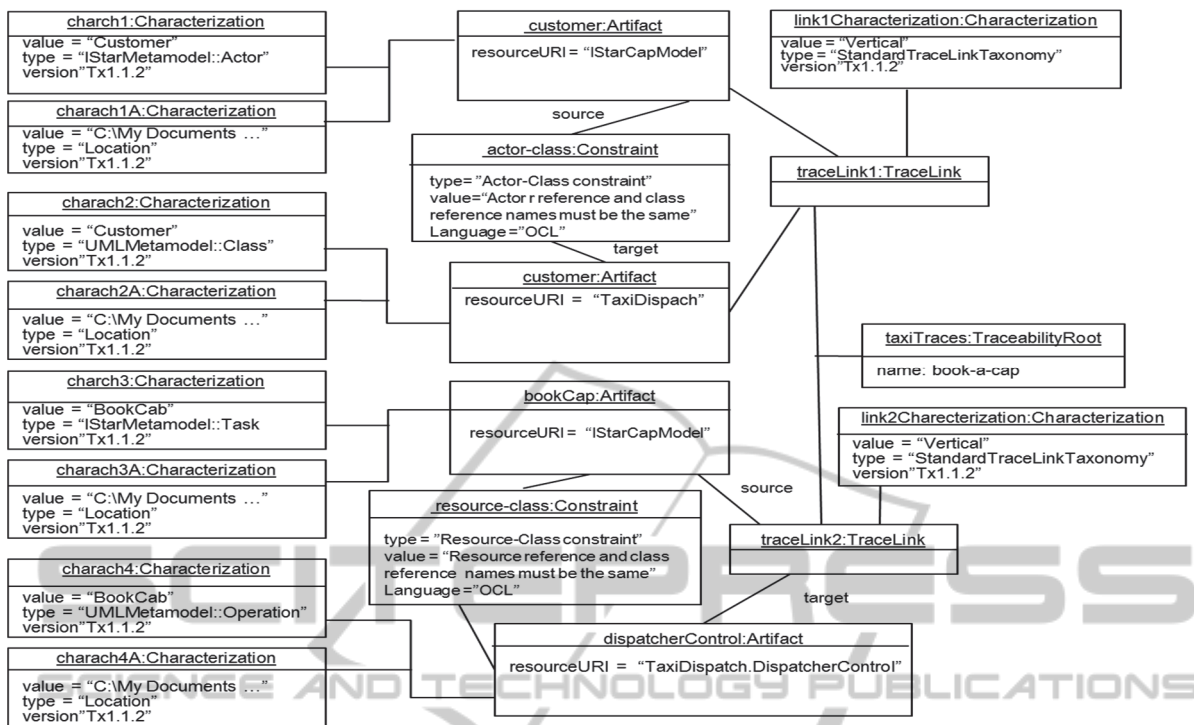 charch1:Characterization
value = “Customer”
type = “IStarMetamodel::Actor”
version”Tx1.1.2”
charach1A:Characterization
value = “C:\My Documents …”
type = “Location”
version”Tx1.1.2”
charach2:Characterization
value = “Customer”
type = “UMLMetamodel::Class”
version”Tx1.1.2”
charach2A:Characterization
value = “C:\My Documents …”
type = “Location”
version”Tx1.1.2”
charch3:Characterization
value = “BookCab”
type = “IStarMetamodel::Task
version”Tx1.1.2”
charach3A:Characterization
value = “C:\My Documents …”
type = “Location”
version”Tx1.1.2”
charach4:Characterization
value = “BookCab”
type = “UMLMetamodel::Operation”
version”Tx1.1.2”
charach4A:Characterization
value = “C:\My Documents …”
type = “Location”
version”Tx1.1.2”
customer:Artifact
resourceURI = “IStarCapModel”
source
actor-class:Constraint
type= ”Actor-Class constraint”
value=“Actor r reference and class
reference names must be the same”
Language =”OCL”
target
customer:Artifact
resourceURI = “TaxiDispach”
bookCap:Artifact
resourceURI= “IStarCapModel”
resource-class:Constraint
type = ”Resource-Class constraint”
value = “Resource reference and class
reference names must be the same”
Language =”OCL”
dispatcherControl:Artifact
resourceURI = “TaxiDispatch.DispatcherControl”
link1Characterization:Characterization
value = “Vertical”
type = “StandardTraceLinkTaxonomy”
version”Tx1.1.2”
traceLink1:TraceLink
taxiTraces:TraceabilityRoot
name: book-a-cap
link2Charecterization:Characterization
value = “Vertical”
type = “StandardTraceLinkTaxonomy”
version”Tx1.1.2”
source
traceLink2:TraceLink
target
SCITEPRESS
SCIENCE AND TECHNOLOGY PUBLICATIONS